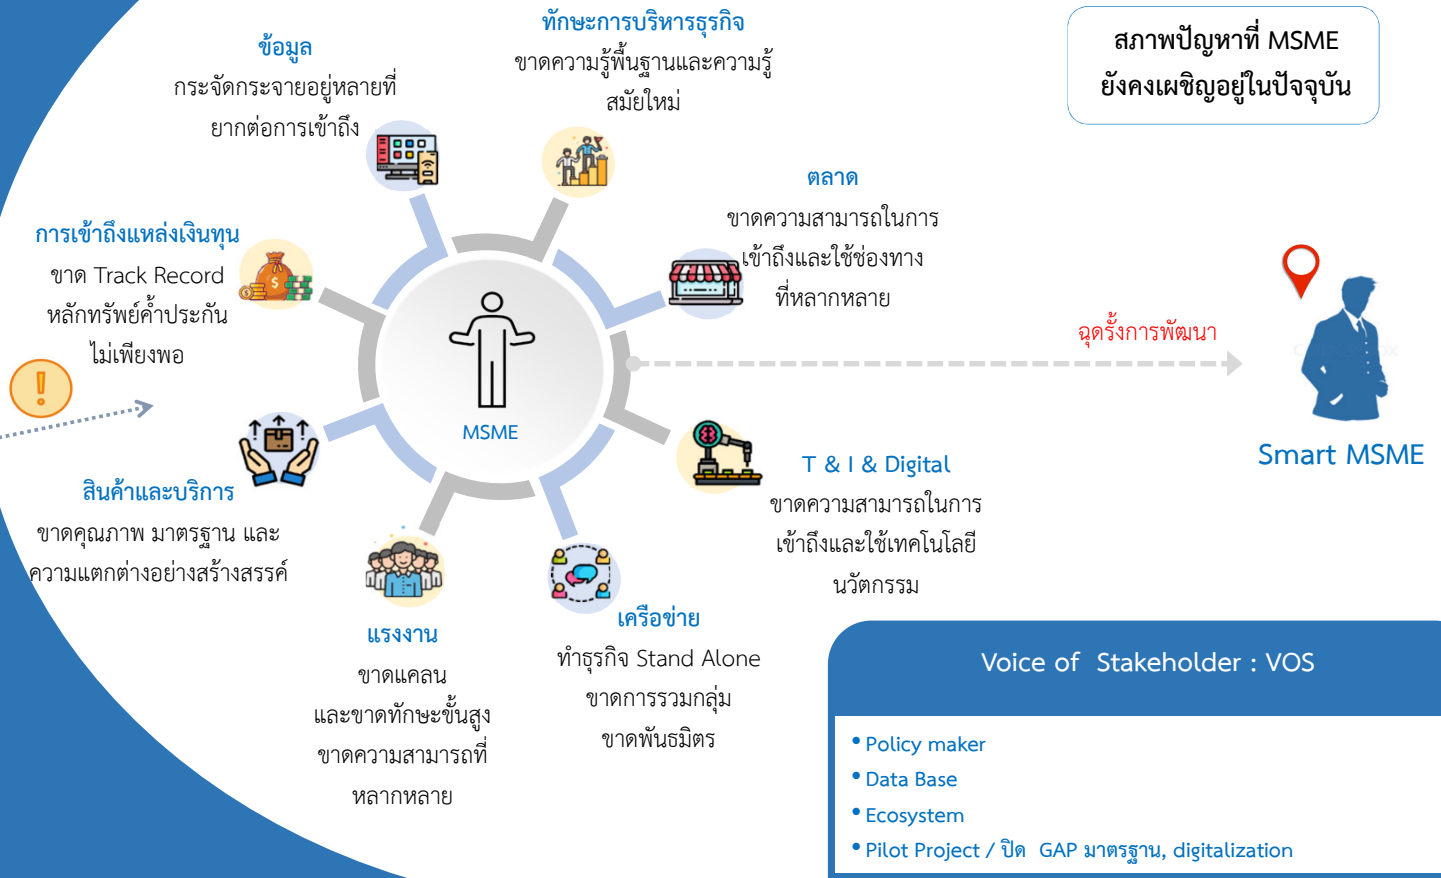 สภาพปัญหาที่ MSME
ยังคงเผชิญอยู่ในปัจจุบัน
ทักษะการบริหารธุรกิจ
ขาดความรู้พื้นฐานและความรู้
สมัยใหม่
ข้อมูล
กระจัดกระจายอยู่หลายที่
ยากต่อการเข้าถึง
ตลาด
ขาดความสามารถในการ
เข้าถึงและใช้ช่องทาง
ที่หลากหลาย
การเข้าถึงแหล่งเงินทุน
ขาด Track Record
หลักทรัพย์ค้ำประกัน
ไม่เพียงพอ
MSME
ฉุดรั้งการพัฒนา
Smart MSME
T & I & Digital
ขาดความสามารถในการ
เข้าถึงและใช้เทคโนโลยี
นวัตกรรม
สินค้าและบริการ
ขาดคุณภาพ มาตรฐาน และ
ความแตกต่างอย่างสร้างสรรค์
แรงงาน
ขาดแคลน
และขาดทักษะขั้นสูง
ขาดความสามารถที่
หลากหลาย
เครือข่าย
ทำธุรกิจ Stand Alone
ขาดการรวมกลุ่ม
ขาดพันธมิตร
Voice of Stakeholder : VOS
• Policy maker
• Data Base
• Ecosystem
• Pilot Project / ปิด GAP มาตรฐาน, digitalization